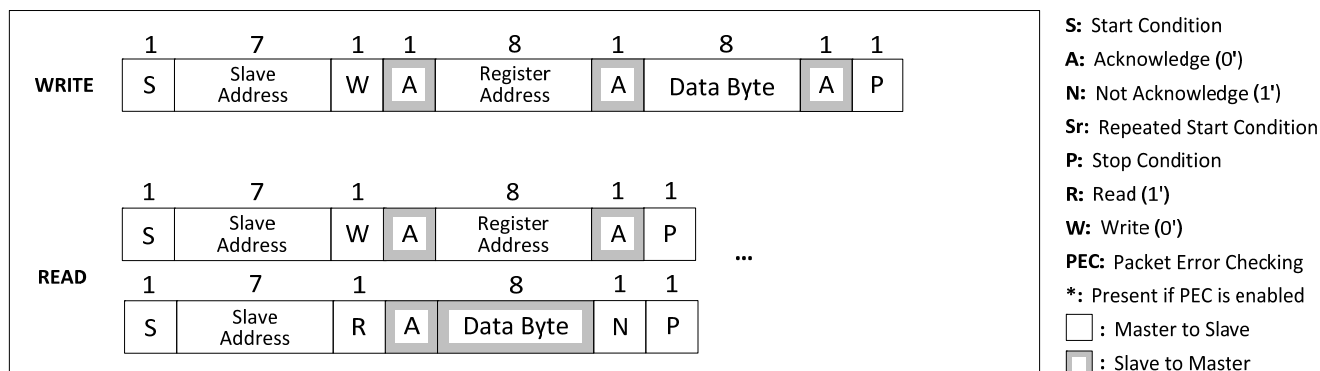 1 7 1 1 8 1 8 1 1
WRITE S Slave Address W A Register Address A Data Byte A P
1 7 1 8 1 1
S Slave Address W A Register Address A P
...
READ
1 7 1 8 1 1
S Slave Address R A Data Byte N P
S: Start Condition
A: Acknowledge (0')
N: Not Acknowledge (1')
Sr: Repeated Start Condition
P: Stop Condition
R: Read (1')
W: Write (0')
PEC: Packet Error Checking
*: Present if PEC is enabled
: Master to Slave
: Slave to Master